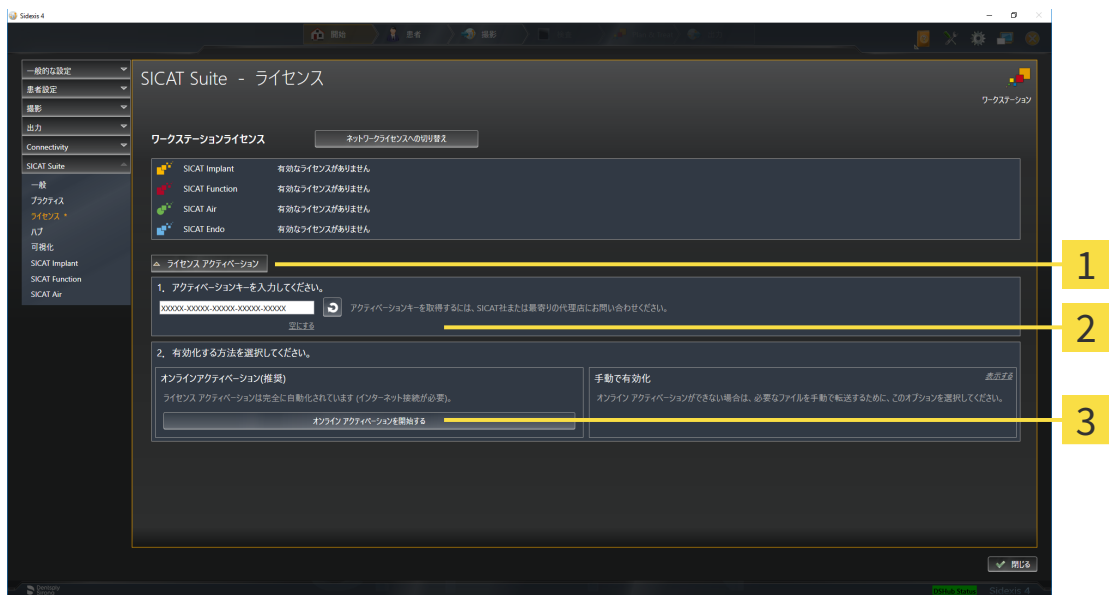 Sidexis 4
開始
患者
撮影
一般的な設定
患者設定
撮影
出力
Connectivity
SICAT Suite
一般
プラクティス
ライセンス *
ハブ
可視化
SICAT Implant
SICAT Function
SICAT Air
SICAT Suite - ライセンス
ワークステーション
ワークステーションライセンス
ネットワークライセンスへの切り替え
SICAT Implant 有効なライセンスがありません
SICAT Function 有効なライセンスがありません
SICAT Air 有効なライセンスがありません
SICAT Endo 有効なライセンスがありません
ライセンス アクティベーション
1
1. アクティベーションキーを入力してください。
XXXXX-XXXXX-XXXXX-XXXXX-XXXXX
アクティベーションキーを取得するには、SICAT社または最寄りの代理店にお問い合わせください。
空にする
2
2. 有効化する方法を選択してください。
オンラインアクティベーション(推奨)
ライセンス アクティベーションは完全に自動化されています (インターネット接続が必要)。
オンライン アクティベーションを開始する
手動で有効化
表示する
オンライン アクティベーションができない場合は、必要なファイルを手動で転送するために、このオプションを選択してください。
3
閉じる
Dentsply
Sirona
Sidexis 4